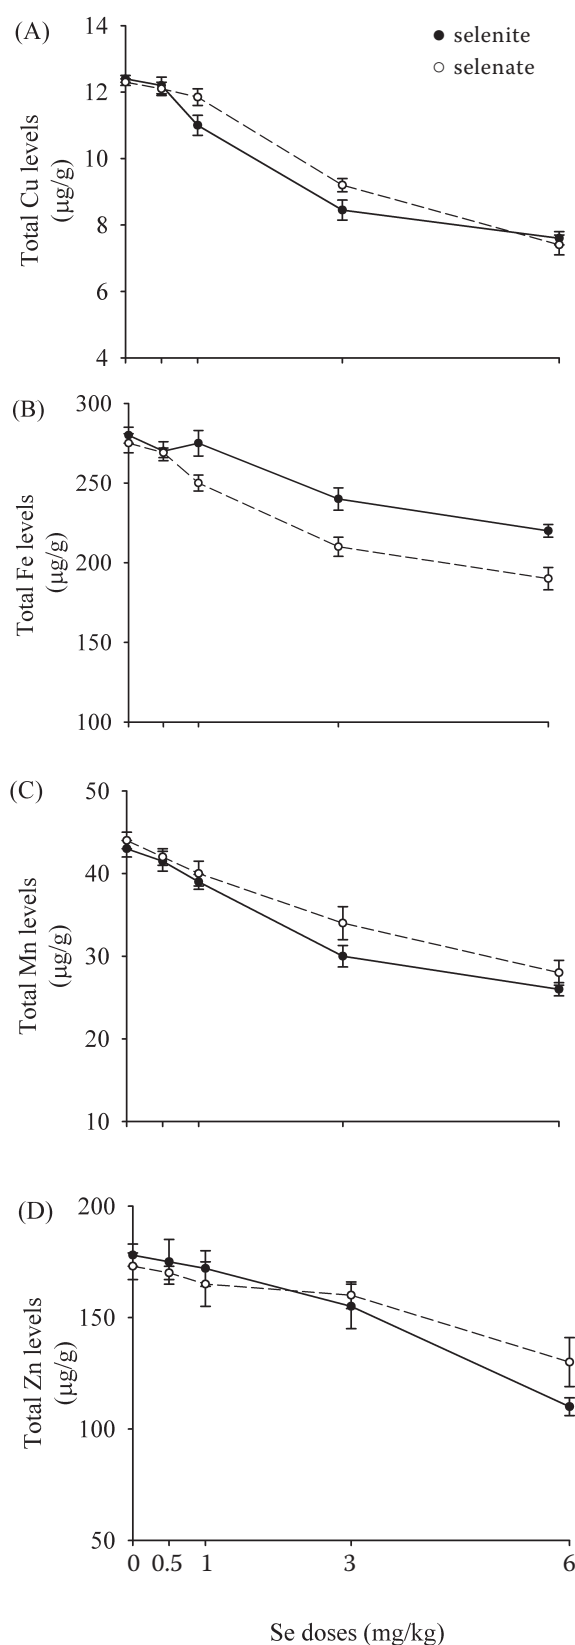 (A)
selenite
selenate
Total Cu levels
(µg/g)
14
12
10
8
6
4
(B)
Total Fe levels
(µg/g)
300
250
200
150
100
(C)
Total Mn levels
(µg/g)
50
40
30
20
10
(D)
Total Zn levels
(µg/g)
200
150
100
50
0 0.5 1 3 6
Se doses (mg/kg)